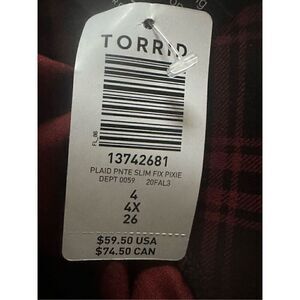 TORRID
FL_06
13742681
PLAID PNTE SLIM FIX PIXIE
DEPT 0059 20FAL3
4
4X
26
$59.50 USA
$74.50 CAN